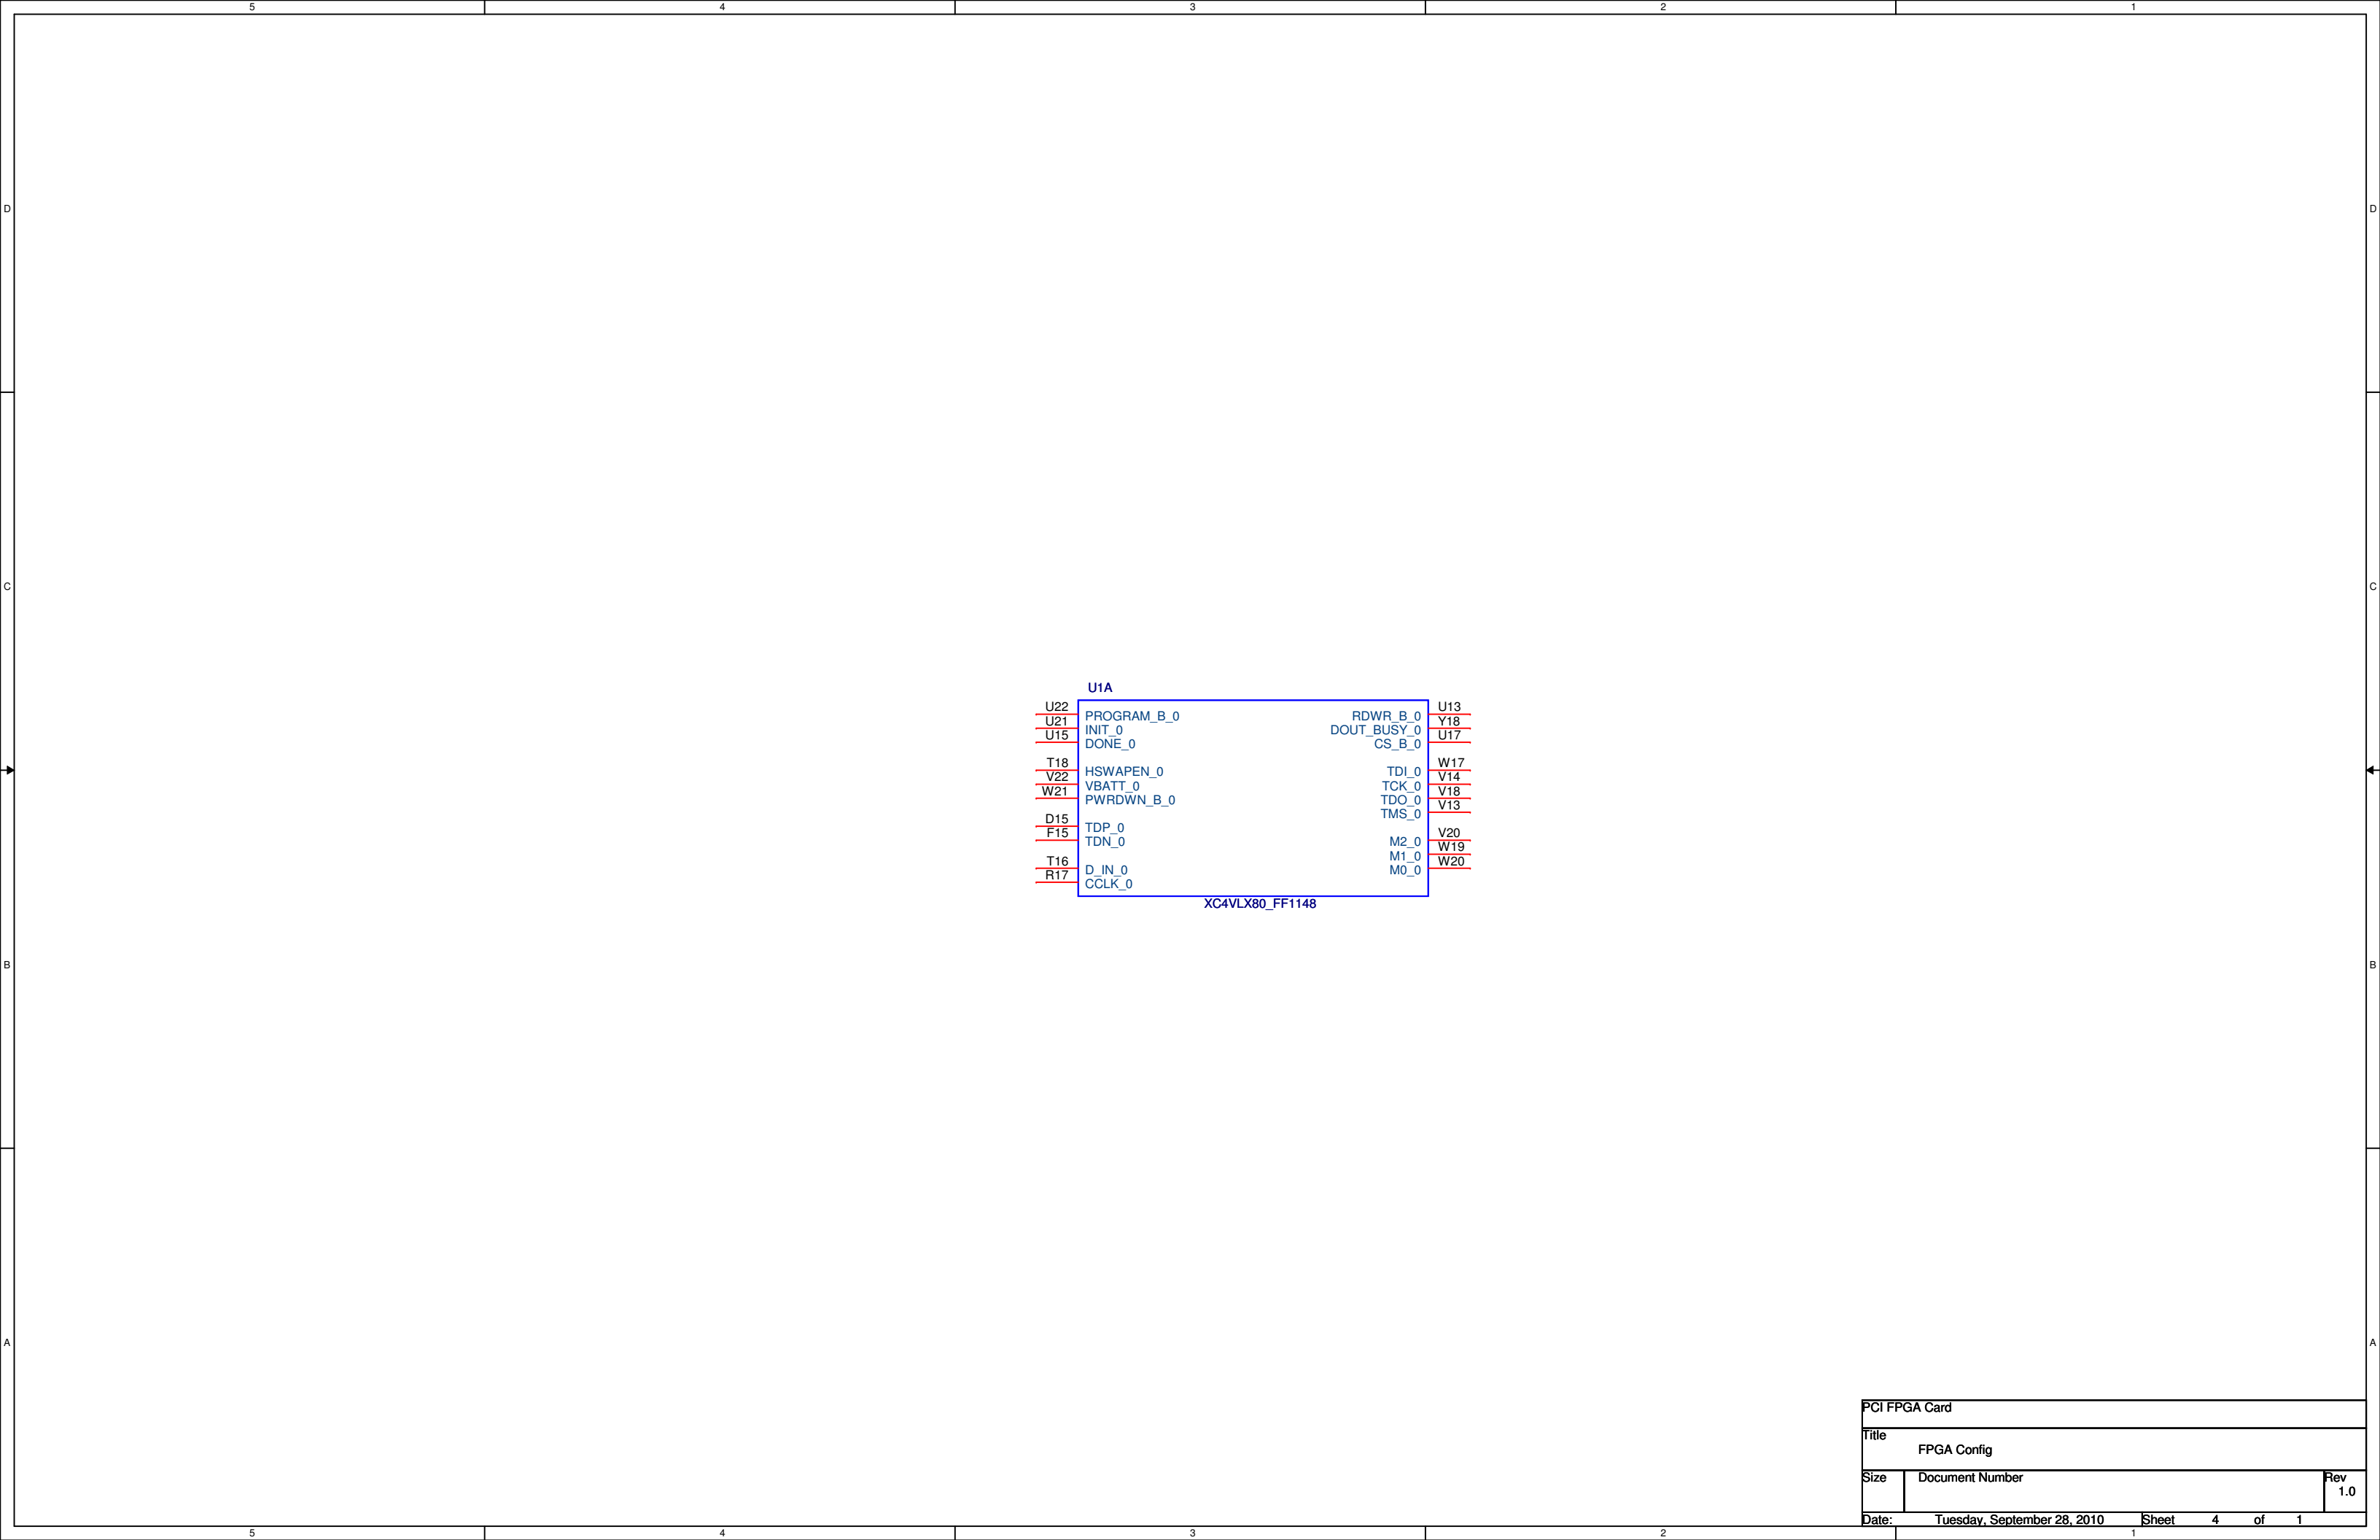 5 4 3 2 1
D D
C C
U1A
U22 PROGRAM_B_0 RDWR_B_0 U13
U21 INIT_0 DOUT_BUSY_0 Y18
U15 DONE_0 CS_B_0 U17
T18 HSWAPEN_0 TDI_0 W17
V22 VBATT_0 TCK_0 V14
W21 PWRDWN_B_0 TDO_0 V18
TMS_0 V13
D15 TDP_0
F15 TDN_0 M2_0 V20
M1_0 W19
T16 D_IN_0 M0_0 W20
R17 CCLK_0
XC4VLX80_FF1148
B B
A A
PCI FPGA Card
Title
FPGA Config
Size Document Number Rev
1.0
Date: Tuesday, September 28, 2010 Sheet 4 of 1
5 4 3 2 1